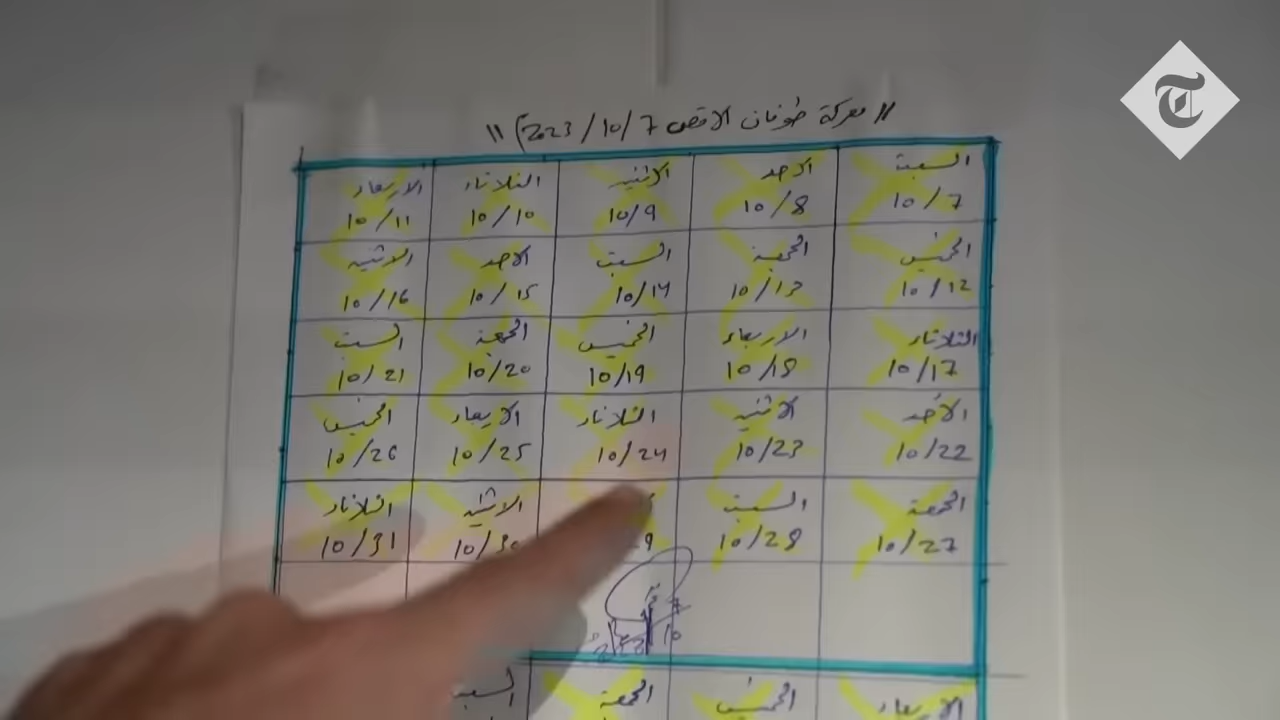 "معركة طوفان الاقصى 7/10/2023)"
السبت الاحد الاثنين الثلاثاء الاربعاء
10/7 10/8 10/9 10/10 10/11
الخميس الجمعة السبت الاحد الاثنين
10/12 10/13 10/14 10/15 10/16
الثلاثاء الاربعاء الخميس الجمعة السبت
10/17 10/18 10/19 10/20 10/21
الأحد الاثنين الثلاثاء الاربعاء الخميس
10/22 10/23 10/24 10/25 10/26
الجمعة السبت الاثنين الثلاثاء
10/27 10/28 9 10/30 10/31
الاربعاء الخميس الجمعة السبت
T